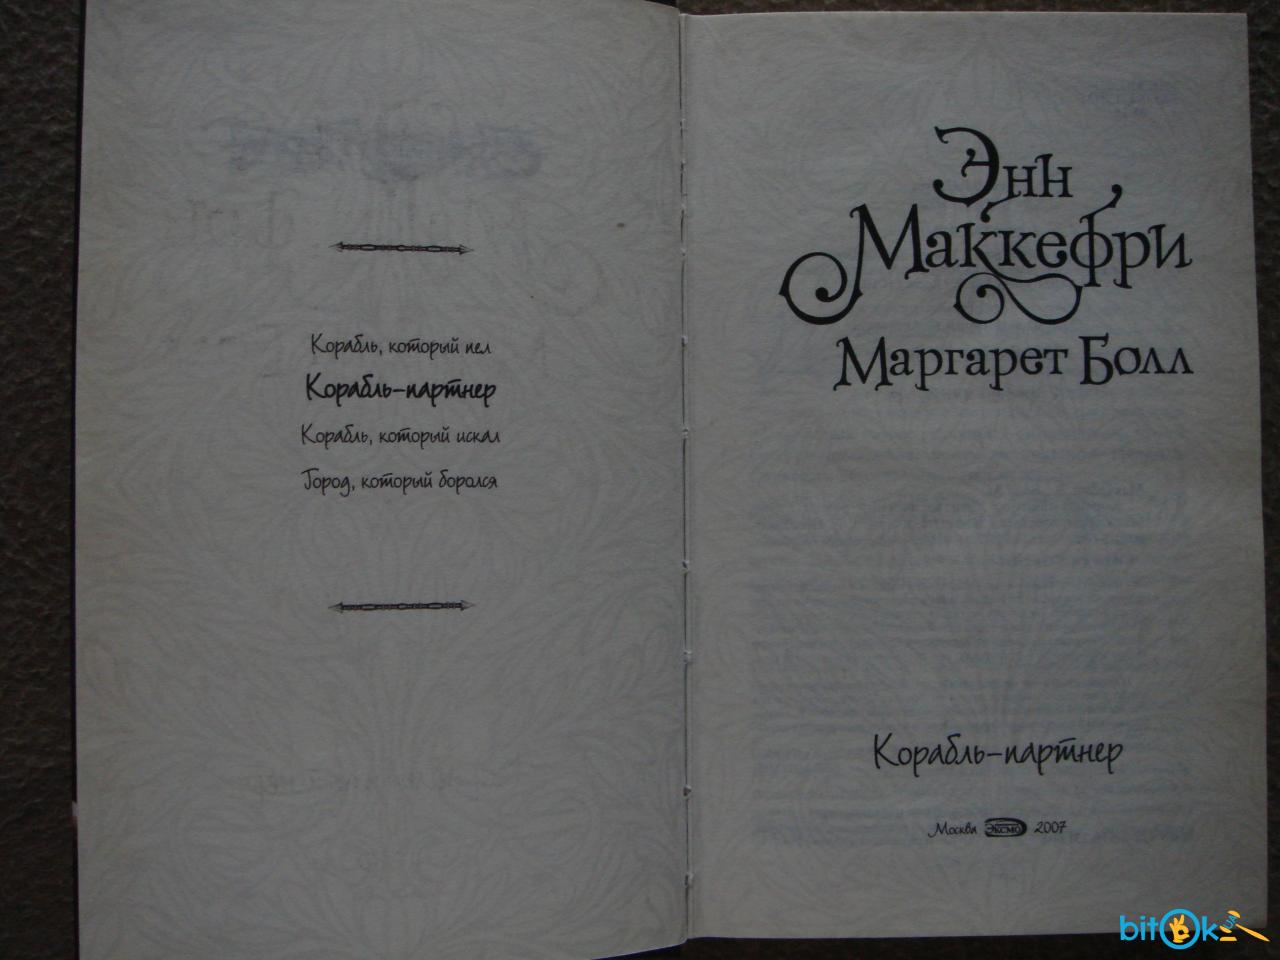 Корабль, который пел
Корабль-партнер
Корабль, который искал
Город, который боролся
Энн
Маккефри
Маргарет Болл
Корабль-партнер
Москва ЭКСМО 2007
bitOk UA